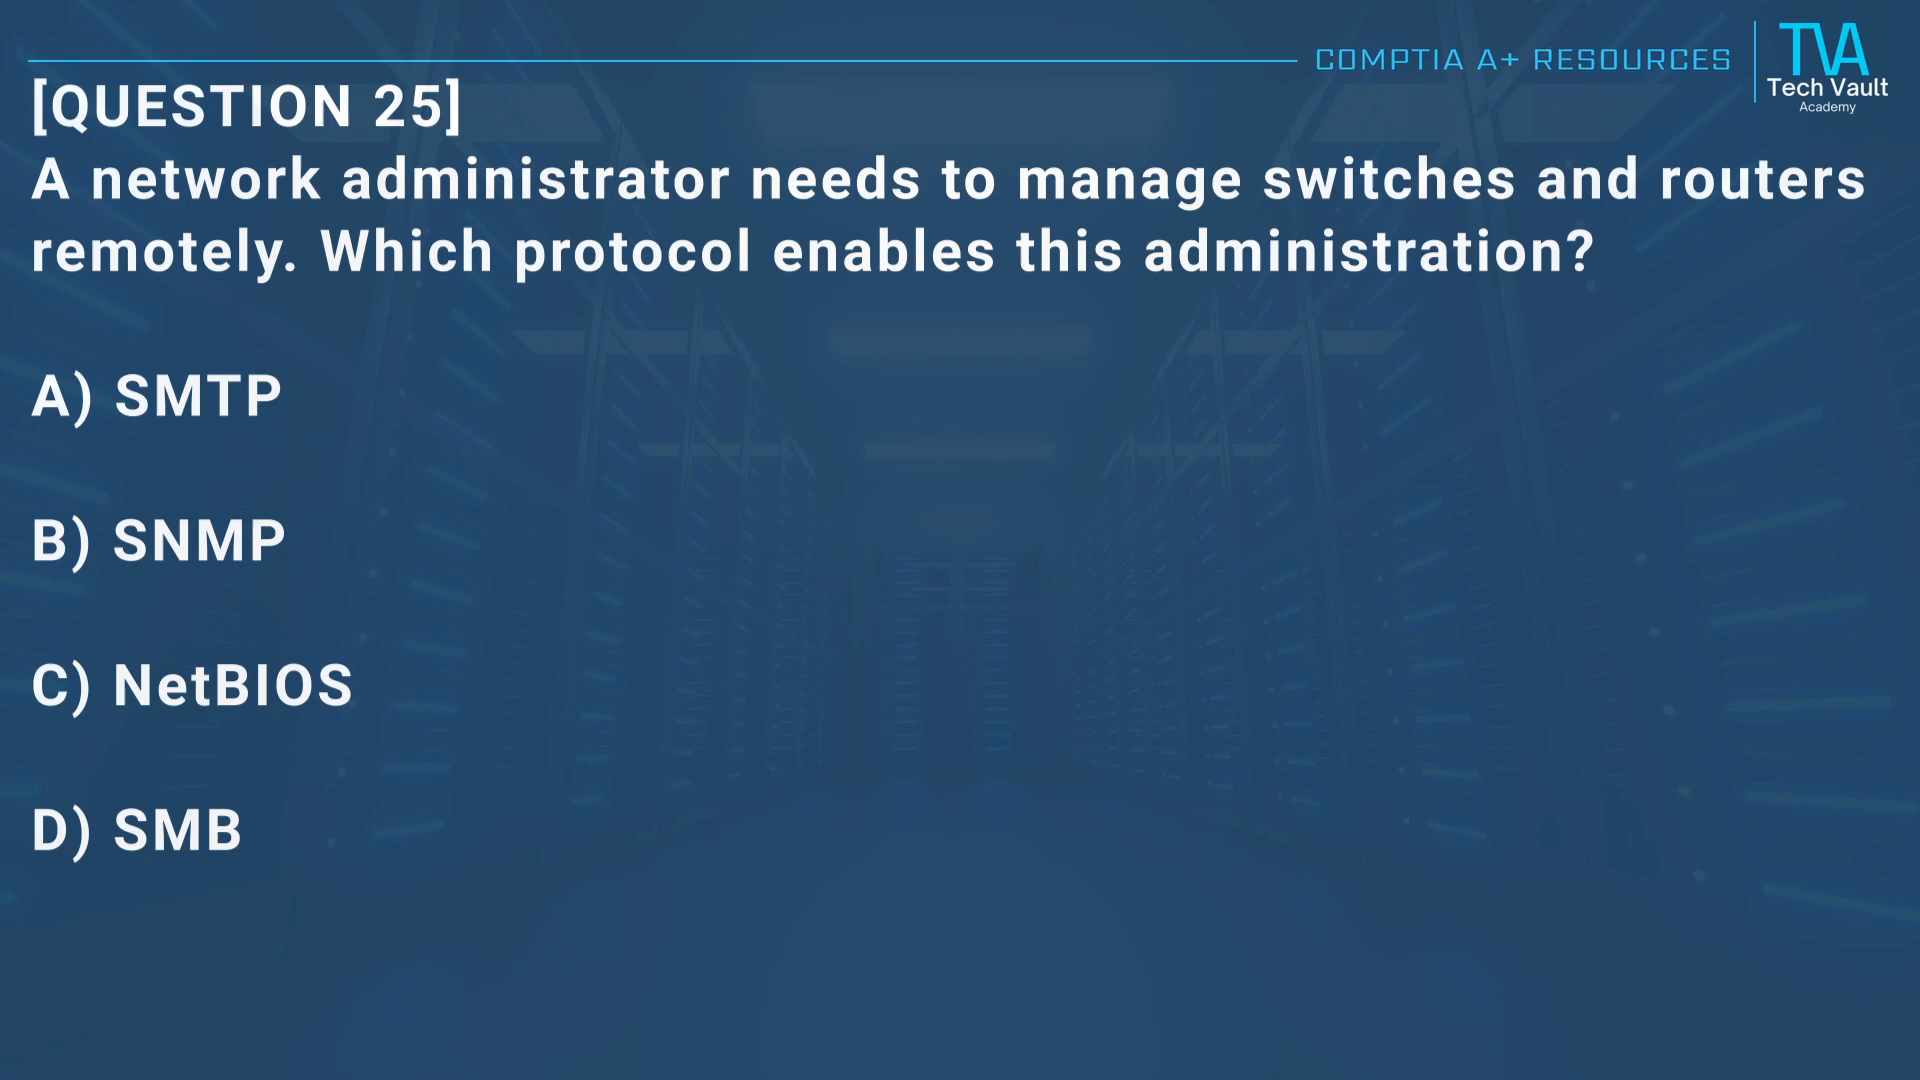 COMPTIA A+ RESOURCES
TVA
Tech Vault
Academy
[QUESTION 25]
A network administrator needs to manage switches and routers
remotely. Which protocol enables this administration?
A) SMTP
B) SNMP
C) NetBIOS
D) SMB